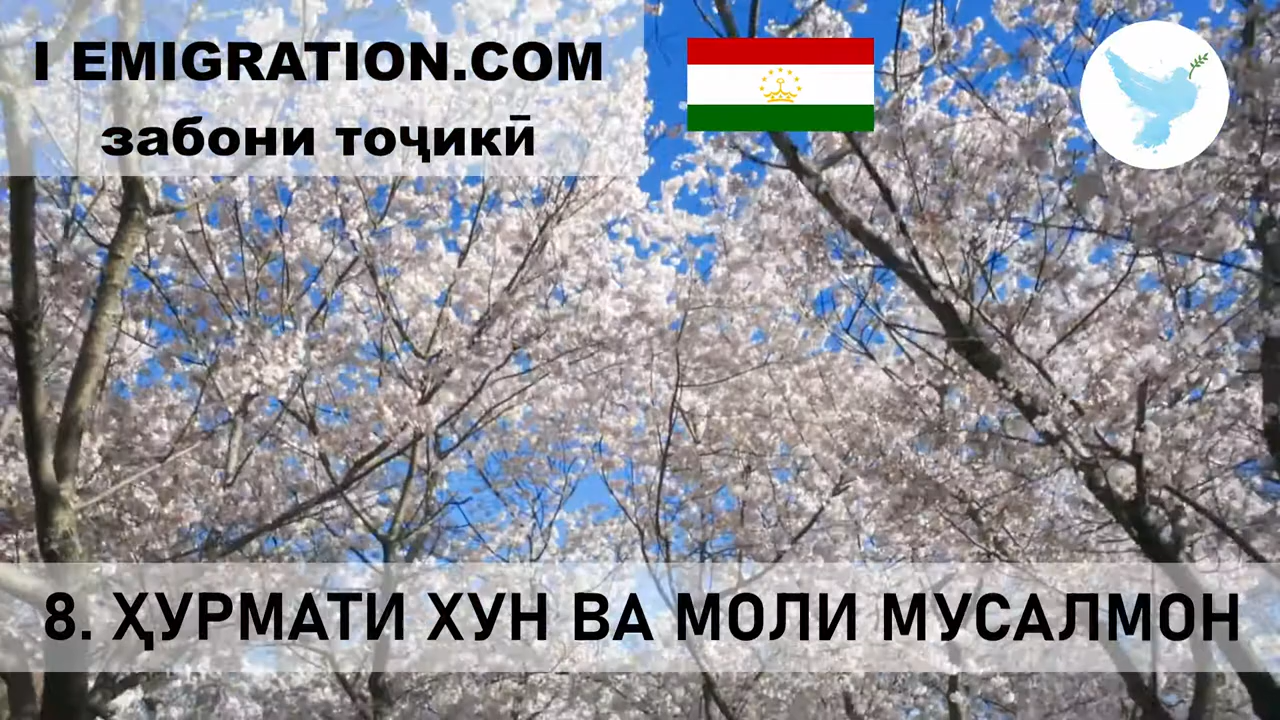 I EMIGRATION.COM
забони тоҷикӣ
8. ҲУРМАТИ ХУН ВА МОЛИ МУСАЛМОН